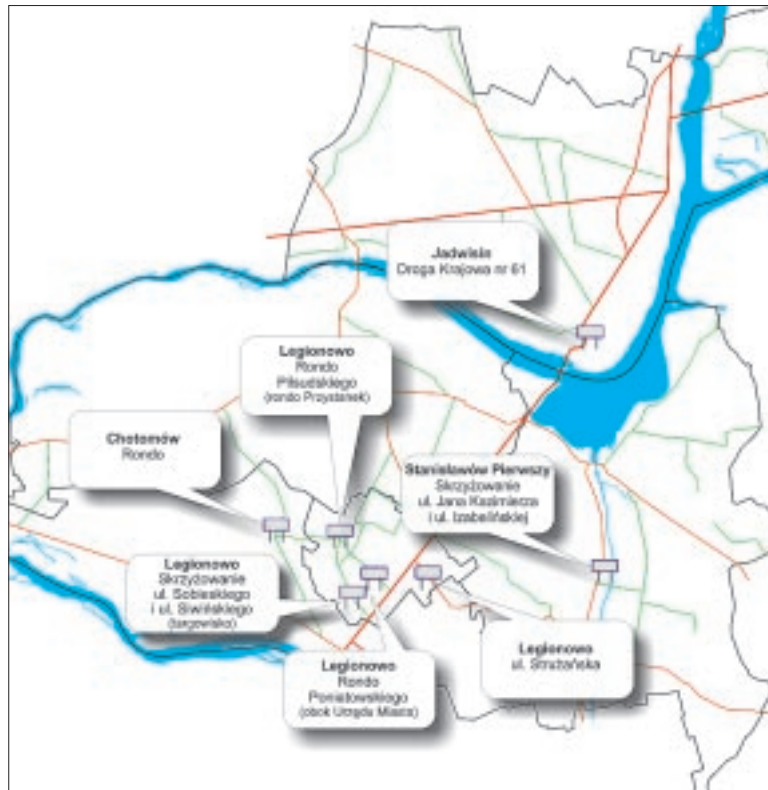 Jadwisin
Droga Krajowa nr 61
Legionowo
Rondo
Piłsudskiego
(rondo Przystanek)
Chotomów
Rondo
Stanisławów Pierwszy
Skrzyżowanie
ul. Jana Kazimierza
i ul. Izabelińskiej
Legionowo
Skrzyżowanie
ul. Sobieskiego
i ul. Siwińskiego
(targowisko)
Legionowo
Rondo
Poniatowskiego
(obok Urzędu Miasta)
Legionowo
ul. Strużańska